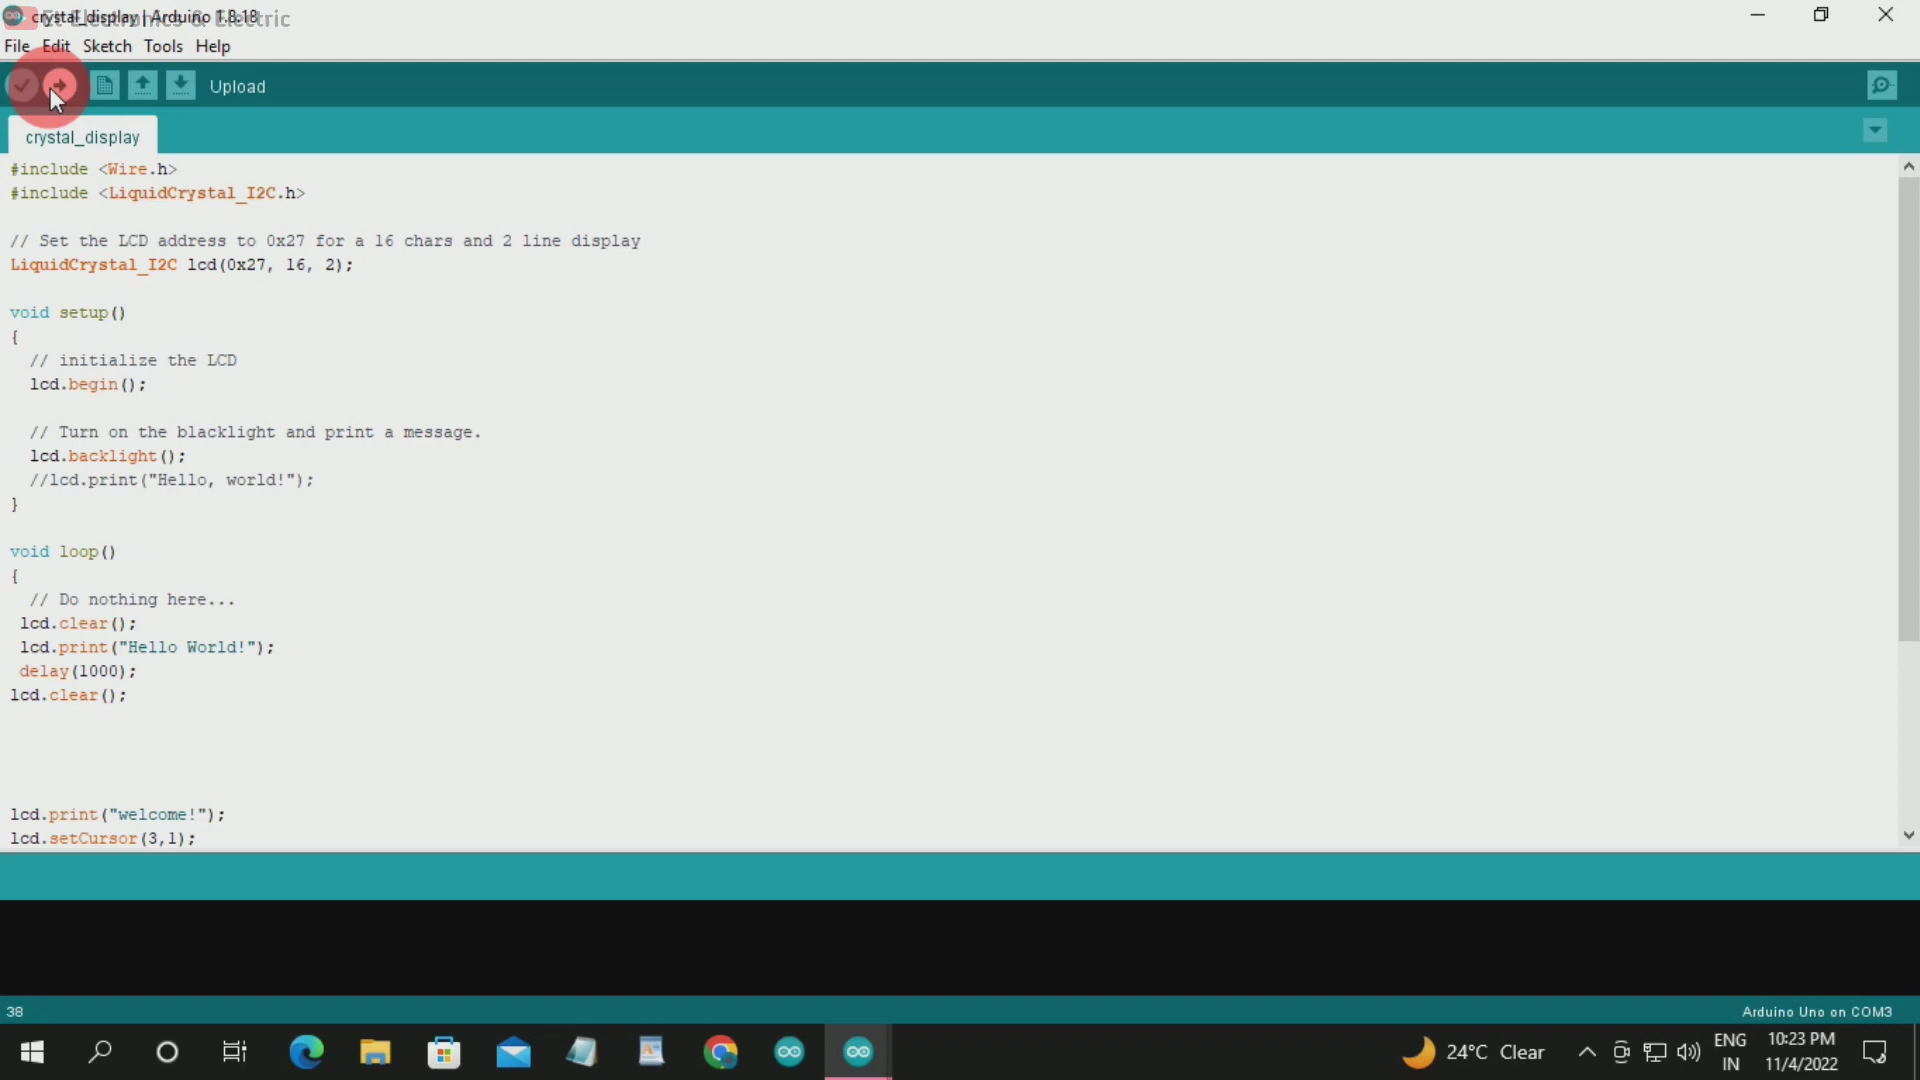 crystal_display | Arduino 1.8.18
Et Electronics & Electric
File Edit Sketch Tools Help
Upload
crystal_display
#include <Wire.h>
#include <LiquidCrystal_I2C.h>
// Set the LCD address to 0x27 for a 16 chars and 2 line display
LiquidCrystal_I2C lcd(0x27, 16, 2);
void setup()
{
// initialize the LCD
lcd.begin();
// Turn on the blacklight and print a message.
lcd.backlight();
//lcd.print("Hello, world!");
}
void loop()
{
// Do nothing here...
lcd.clear();
lcd.print("Hello World!");
delay(1000);
lcd.clear();
lcd.print("welcome!");
lcd.setCursor(3,1);
38
Arduino Uno on COM3
24°C Clear
ENG
IN
10:23 PM
11/4/2022